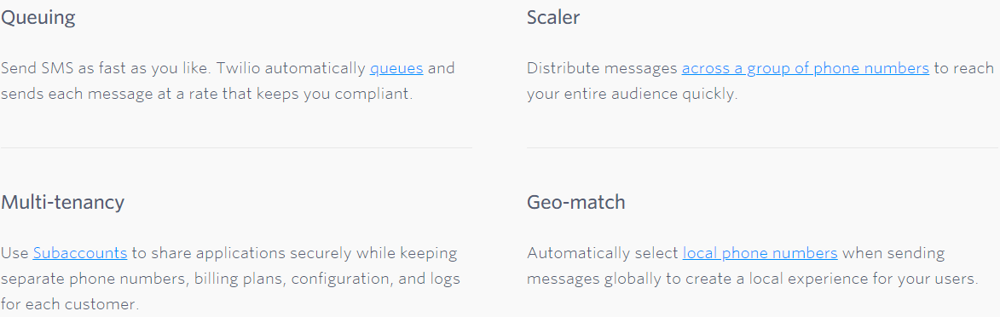 Queuing
Send SMS as fast as you like. Twilio automatically queues and
sends each message at a rate that keeps you compliant.
Scaler
Distribute messages across a group of phone numbers to reach
your entire audience quickly.
Multi-tenancy
Use Subaccounts to share applications securely while keeping
separate phone numbers, billing plans, configuration, and logs
for each customer.
Geo-match
Automatically select local phone numbers when sending
messages globally to create a local experience for your users.